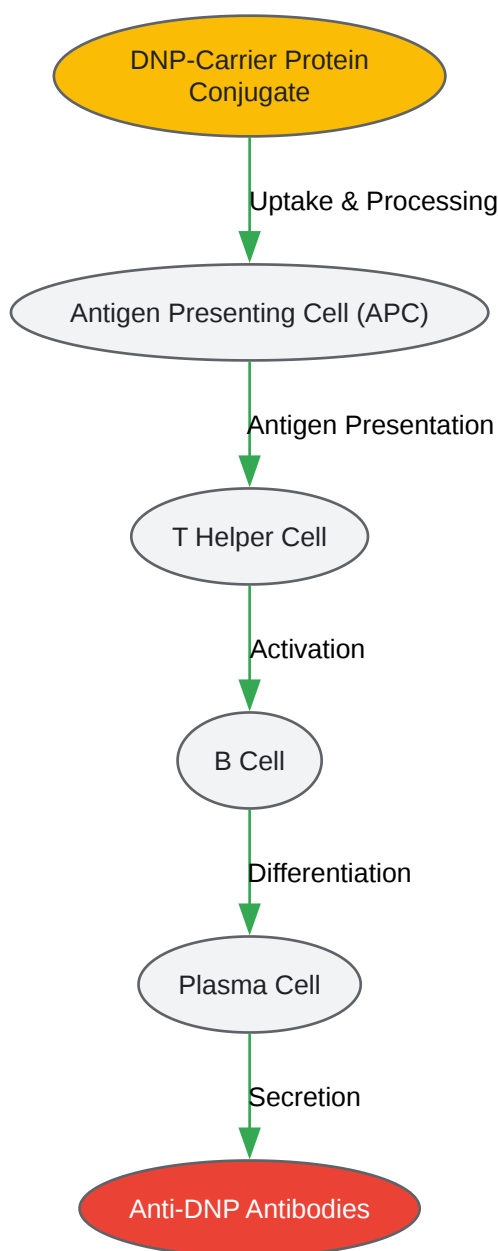 DNP-Carrier Protein
Conjugate
Uptake & Processing
Antigen Presenting Cell (APC)
Antigen Presentation
T Helper Cell
Activation
B Cell
Differentiation
Plasma Cell
Secretion
Anti-DNP Antibodies